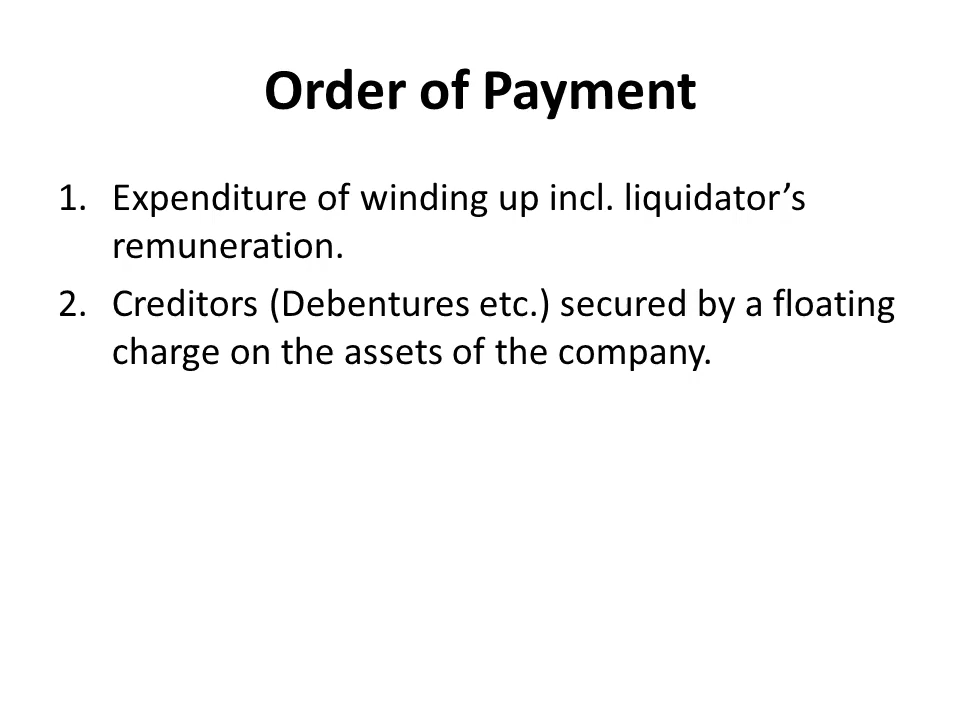 Order of Payment
1. Expenditure of winding up incl. liquidator’s
remuneration.
2. Creditors (Debentures etc.) secured by a floating
charge on the assets of the company.